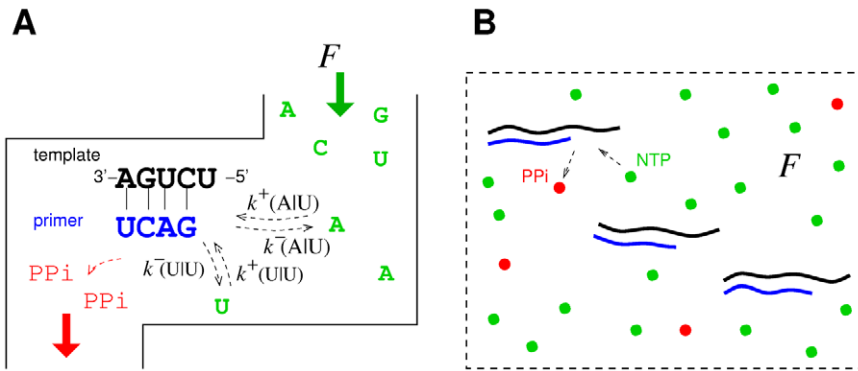 A
B
F
A
G
C
U
template
3'–AGUCU –5'
primer
UCAG
k⁺(A|U)
k⁻(A|U)
A
k⁻(U|U)
k⁺(U|U)
PPi
PPi
A
U
F
NTP
PPi